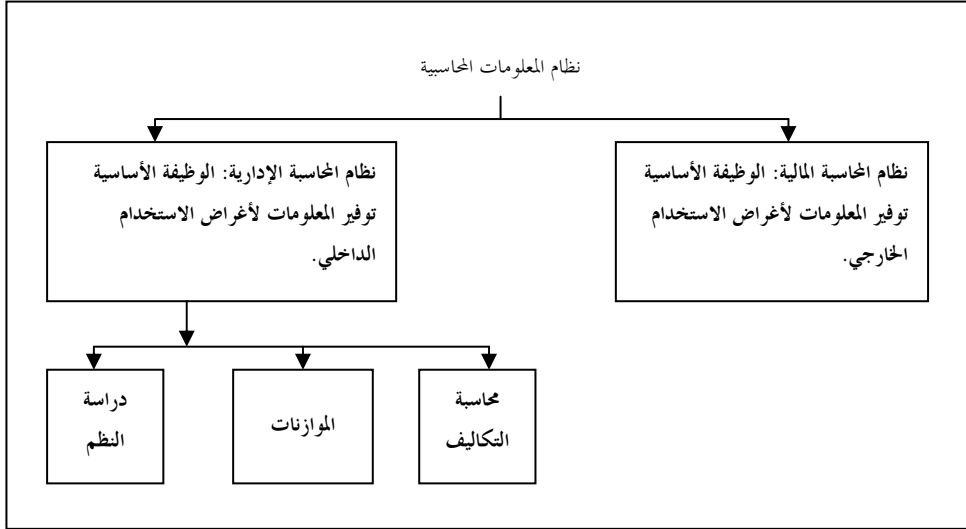 نظام المعلومات المحاسبية
نظام المحاسبة المالية: الوظيفة الأساسية
توفير المعلومات لأغراض الاستخدام
الخارجي.
نظام المحاسبة الإدارية: الوظيفة الأساسية
توفير المعلومات لأغراض الاستخدام
الداخلي.
محاسبة
التكاليف
الموازنات
دراسة
النظم